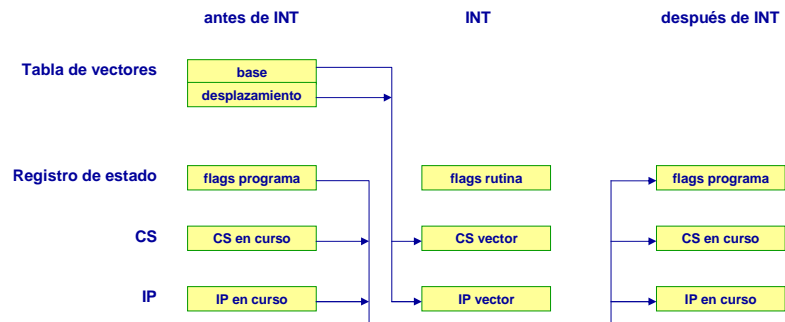 antes de INT INT después de INT
Tabla de vectores base
desplazamiento
Registro de estado flags programa flags rutina flags programa
CS CS en curso CS vector CS en curso
IP IP en curso IP vector IP en curso